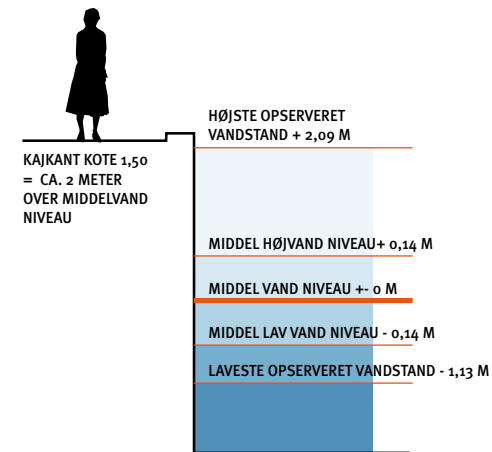 HØJSTE OPSERVERET
VANDSTAND + 2,09 M
KAJKANT KOTE 1,50
= CA. 2 METER
OVER MIDDELVAND
NIVEAU
MIDDEL HØJVAND NIVEAU+ 0,14 M
MIDDEL VAND NIVEAU +- 0 M
MIDDEL LAV VAND NIVEAU - 0,14 M
LAVESTE OPSERVERET VANDSTAND - 1,13 M